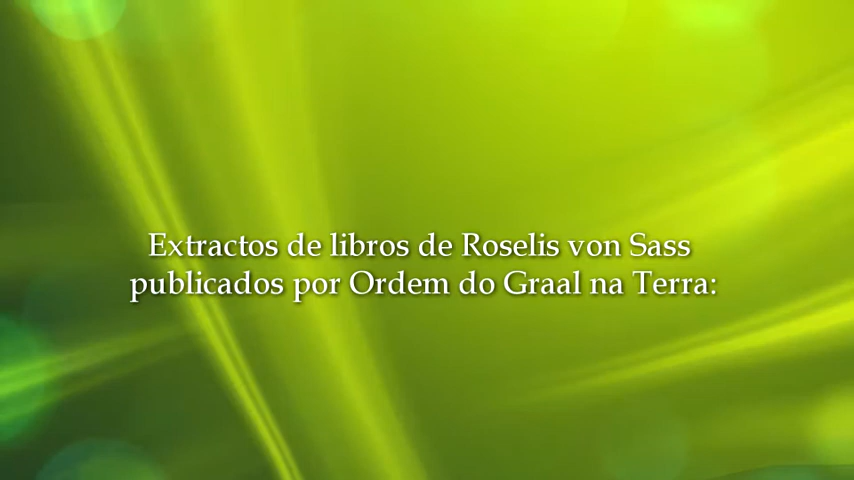 Extractos de libros de Roselis von Sass
publicados por Ordem do Graal na Terra: